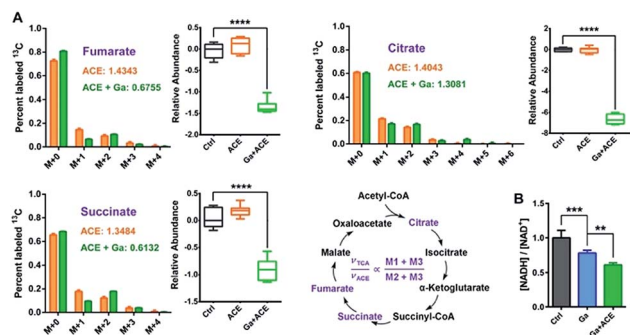 A
Fumarate
ACE: 1.4343
ACE + Ga: 0.6755
Percent labeled ¹³C
1.0
0.8
0.6
0.4
0.2
0.0
M+0 M+1 M+2 M+3 M+4
****
Relative Abundance
0.5
0.0
-0.5
-1.0
-1.5
-2.0
Ctrl ACE Ga+ACE
Citrate
ACE: 1.4043
ACE + Ga: 1.3081
Percent labeled ¹³C
1.0
0.8
0.6
0.4
0.2
0.0
M+0 M+1 M+2 M+3 M+4 M+5 M+6
****
Relative Abundance
2
0
-2
-4
-6
-8
Ctrl ACE Ga+ACE
Succinate
ACE: 1.3484
ACE + Ga: 0.6132
Percent labeled ¹³C
1.0
0.8
0.6
0.4
0.2
0.0
M+0 M+1 M+2 M+3 M+4
****
Relative Abundance
0.5
0.0
-0.5
-1.0
-1.5
Ctrl ACE Ga+ACE
Acetyl-CoA
Oxaloacetate
Citrate
Malate
Isocitrate
νTCA / νACE ∝ M1 + M3 / M2 + M3
Fumarate
α-Ketoglutarate
Succinate
Succinyl-CoA
B
***
**
[NADH] / [NAD⁺]
1.5
1.0
0.5
0.0
Ctrl Ga Ga+ACE